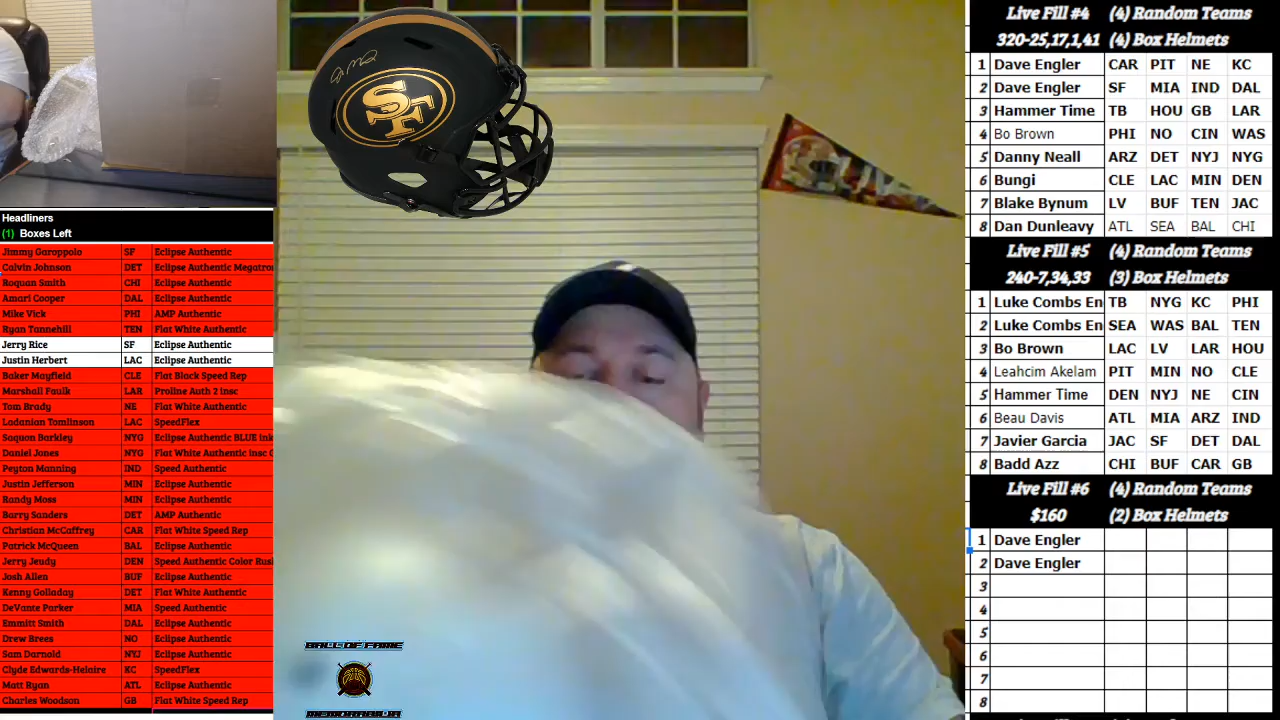 Headliners
(1) Boxes Left
Jimmy Garoppolo SF Eclipse Authentic
Calvin Johnson DET Eclipse Authentic Megatron
Roquan Smith CHI Eclipse Authentic
Amari Cooper DAL Eclipse Authentic
Mike Vick PHI AMP Authentic
Ryan Tannehill TEN Flat White Authentic
Jerry Rice SF Eclipse Authentic
Justin Herbert LAC Eclipse Authentic
Baker Mayfield CLE Flat Black Speed Rep
Marshall Faulk LAR Proline Auth 2 insc
Tom Brady NE Flat White Authentic
Ladanian Tomlinson LAC SpeedFlex
Saquon Barkley NYG Eclipse Authentic BLUE ink
Daniel Jones NYG Flat White Authentic insc
Peyton Manning IND Speed Authentic
Justin Jefferson MIN Eclipse Authentic
Randy Moss MIN Eclipse Authentic
Barry Sanders DET AMP Authentic
Christian McCaffrey CAR Flat White Speed Rep
Patrick McQueen BAL Eclipse Authentic
Jerry Jeudy DEN Speed Authentic Color Rus
Josh Allen BUF Eclipse Authentic
Kenny Golladay DET Flat White Authentic
DeVante Parker MIA Speed Authentic
Emmitt Smith DAL Eclipse Authentic
Drew Brees NO Eclipse Authentic
Sam Darnold NYJ Eclipse Authentic
Clyde Edwards-Helaire KC SpeedFlex
Matt Ryan ATL Eclipse Authentic
Charles Woodson GB Flat White Speed Rep
SF
BALL OF FAME
MEMORABILIA
Live Fill #4 (4) Random Teams
320-25,17,1,41 (4) Box Helmets
1 Dave Engler CAR PIT NE KC
2 Dave Engler SF MIA IND DAL
3 Hammer Time TB HOU GB LAR
4 Bo Brown PHI NO CIN WAS
5 Danny Neall ARZ DET NYJ NYG
6 Bungi CLE LAC MIN DEN
7 Blake Bynum LV BUF TEN JAC
8 Dan Dunleavy ATL SEA BAL CHI
Live Fill #5 (4) Random Teams
240-7,34,33 (3) Box Helmets
1 Luke Combs En TB NYG KC PHI
2 Luke Combs En SEA WAS BAL TEN
3 Bo Brown LAC LV LAR HOU
4 Leahcim Akelam PIT MIN NO CLE
5 Hammer Time DEN NYJ NE CIN
6 Beau Davis ATL MIA ARZ IND
7 Javier Garcia JAC SF DET DAL
8 Badd Azz CHI BUF CAR GB
Live Fill #6 (4) Random Teams
$160 (2) Box Helmets
1 Dave Engler
2 Dave Engler
3
4
5
6
7
8